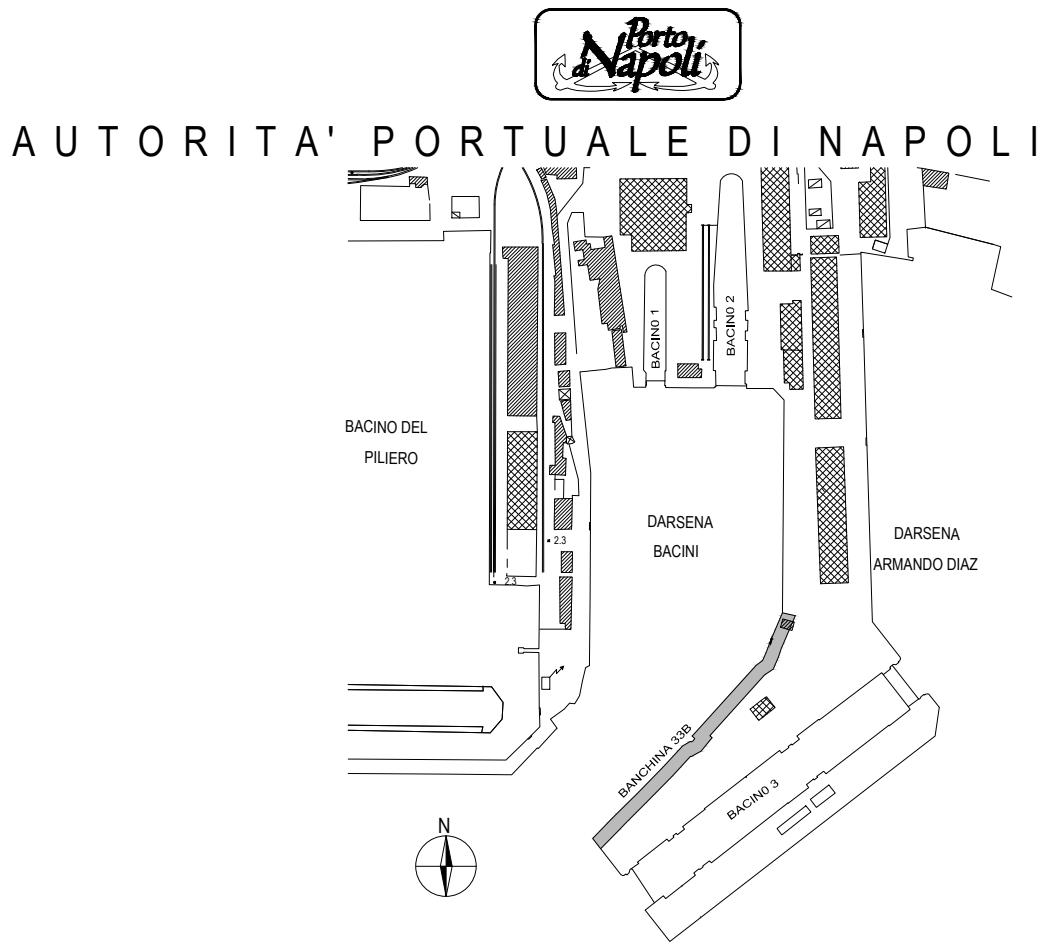 Porto
di Napoli
AUTORITA' PORTUALE DI NAPOLI
BACINO 1
BACINO 2
BACINO DEL
PILIERO
DARSENA
BACINI
DARSENA
ARMANDO DIAZ
2.3
2.3
BANCHINA 33B
BACINO 3
N